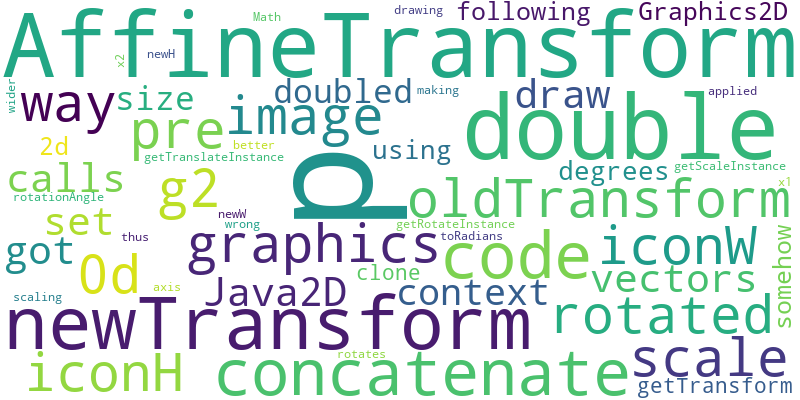 drawing
following
Graphics2D
Math
AffineTransform
x2
newH
wider
way
size
doubled
making
draw
applied
image
pre
double
2d
getTranslateInstance
better
using
calls
degrees
getScaleInstance
rotationAngle
g2
p
oldTransform
x1
set
newW
wrong
getRotateInstance
got
thus
graphics
toRadians
code
iconW
somehow
0d
clone
vectors
axis
scaling
Java2D
context
newTransform
rotated
iconH
rotates
concatenate
scale
getTransform